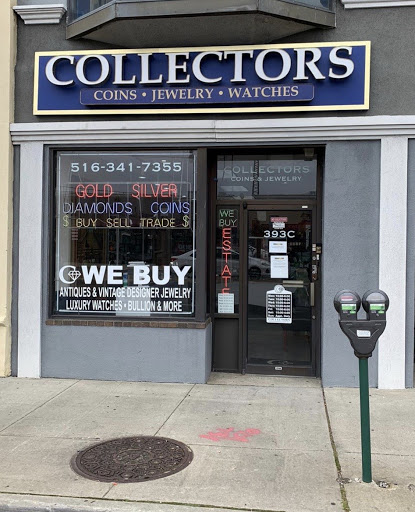 COLLECTORS
COINS • JEWELRY • WATCHES
516-341-7355
GOLD SILVER
DIAMONDS COINS
$ BUY SELL TRADE $
WE BUY
ANTIQUES & VINTAGE DESIGNER JEWELRY
LUXURY WATCHES • BULLION & MORE
COLLECTORS
COINS & JEWELRY
WE
BUY
ESTATE
393C